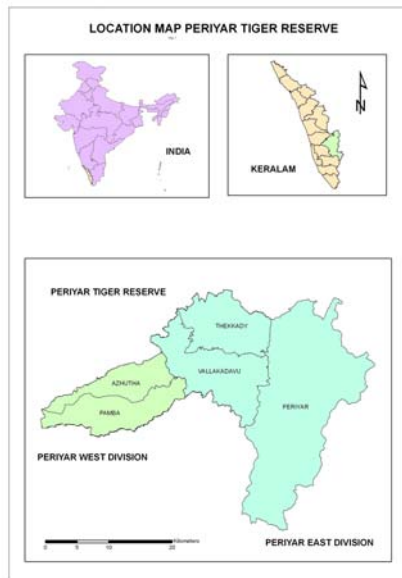 LOCATION MAP PERIYAR TIGER RESERVE
INDIA
N
KERALAM
PERIYAR TIGER RESERVE
THEKKADY
VALLAKADAVU
AZHUTHA
PAMBA
PERIYAR
PERIYAR WEST DIVISION
Kilometers
0 5 10 20
PERIYAR EAST DIVISION